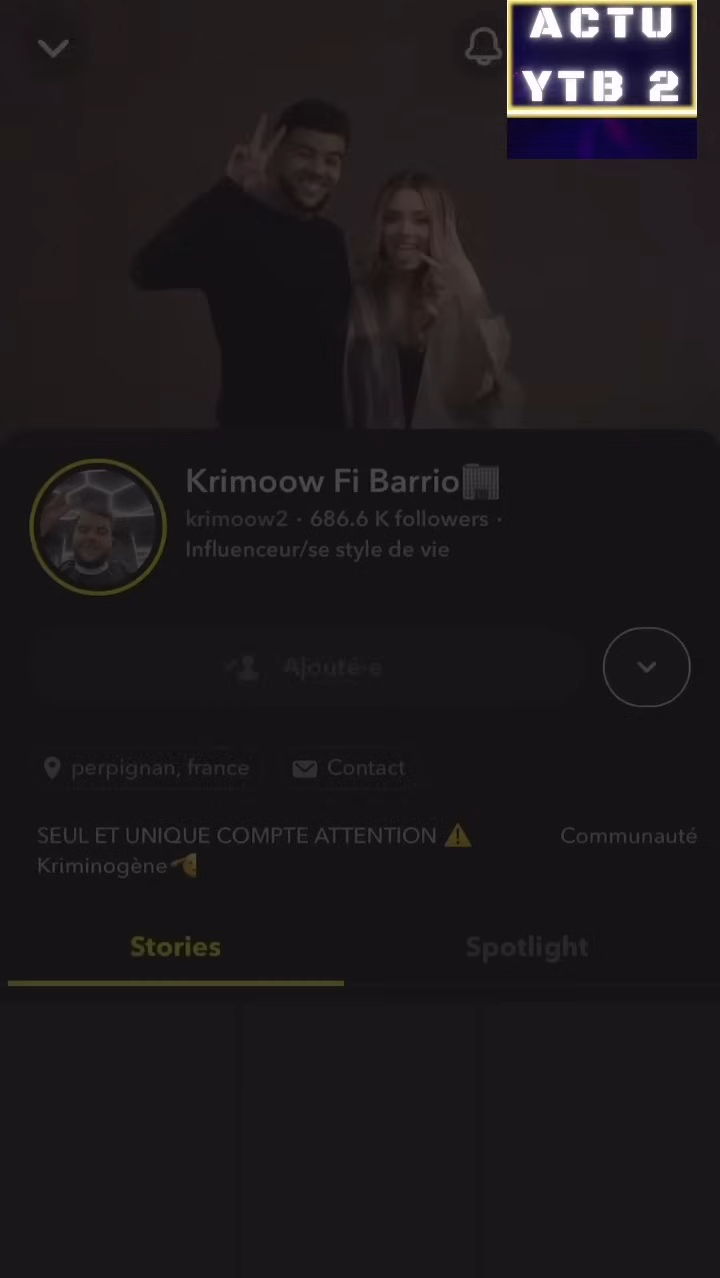 ACTU
YTB 2
Krimoow Fi Barrio
krimoow2 · 686.6 K followers ·
Influenceur/se style de vie
Ajouté·e
perpignan, france
Contact
SEUL ET UNIQUE COMPTE ATTENTION ⚠️ Communauté
Kriminogène
Stories
Spotlight